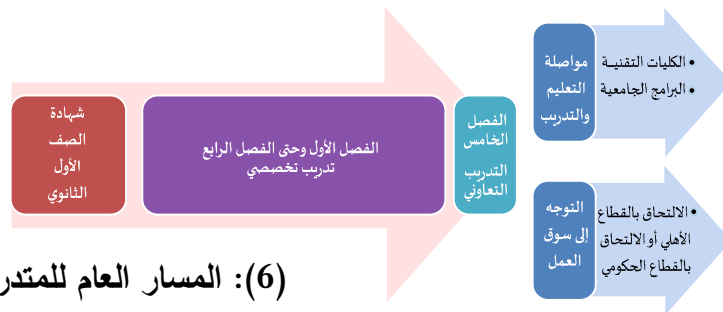 شهادة
الصف
الأول
الثانوي
الفصل الأول وحتى الفصل الرابع
تدريب تخصصي
الفصل
الخامس
التدريب
التعاوني
مواصلة
التعليم
والتدريب
• الكليات التقنية
• البرامج الجامعية
التوجه
إلى سوق
العمل
• الالتحاق بالقطاع
الأهلي أو الالتحاق
بالقطاع الحكومي
(6): المسار العام